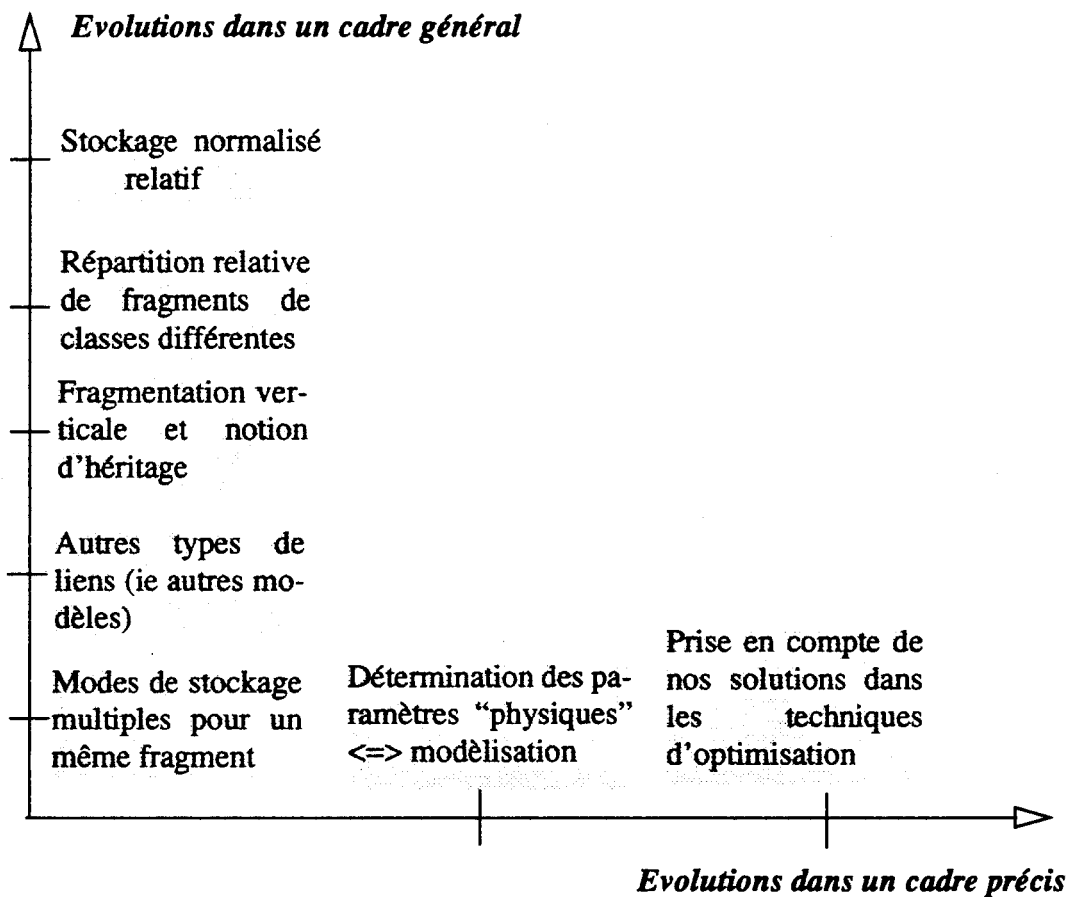 Evolutions dans un cadre général
Stockage normalisé
relatif
Répartition relative
de fragments de
classes différentes
Fragmentation ver-
ticale et notion
d'héritage
Autres types de
liens (ie autres mo-
dèles)
Modes de stockage
multiples pour un
même fragment
Détermination des pa-
ramètres “physiques”
<=> modèlisation
Prise en compte de
nos solutions dans
les techniques
d'optimisation
Evolutions dans un cadre précis